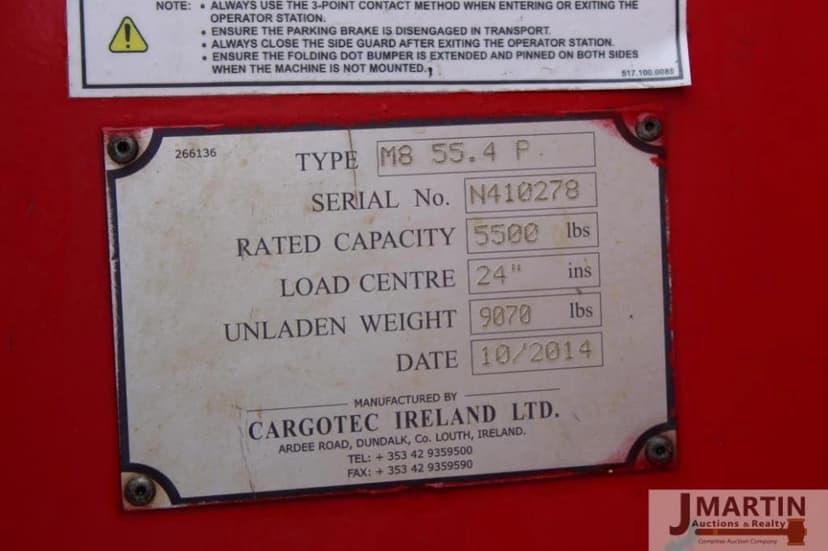 NOTE: • ALWAYS USE THE 3-POINT CONTACT METHOD WHEN ENTERING OR EXITING THE
OPERATOR STATION.
• ENSURE THE PARKING BRAKE IS DISENGAGED IN TRANSPORT.
• ALWAYS CLOSE THE SIDE GUARD AFTER EXITING THE OPERATOR STATION.
• ENSURE THE FOLDING DOT BUMPER IS EXTENDED AND PINNED ON BOTH SIDES
WHEN THE MACHINE IS NOT MOUNTED.
517.100.0085
266136
TYPE M8 55.4 P
SERIAL No. N410278
RATED CAPACITY 5500 lbs
LOAD CENTRE 24" ins
UNLADEN WEIGHT 9070 lbs
DATE 10/2014
MANUFACTURED BY
CARGOTEC IRELAND LTD.
ARDEE ROAD, DUNDALK, Co. LOUTH, IRELAND.
TEL: + 353 42 9359500
FAX: + 353 42 9359590
J MARTIN
Auctions & Realty
Complete Auction Company